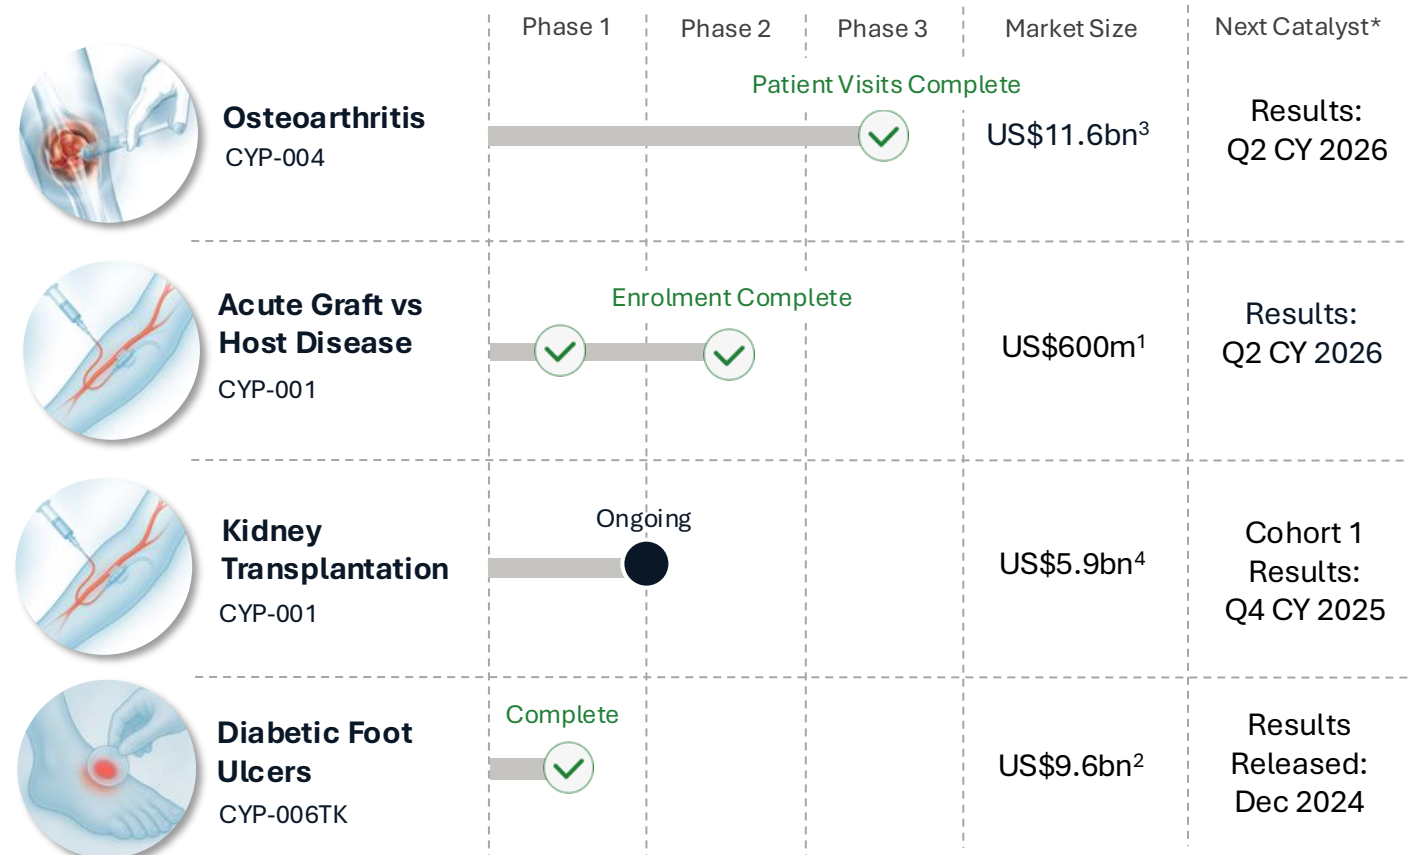 Phase 1
Phase 2
Phase 3
Market Size
Next Catalyst*
Osteoarthritis
CYP-004
Patient Visits Complete
US$11.6bn³
Results:
Q2 CY 2026
Acute Graft vs
Host Disease
CYP-001
Enrolment Complete
US$600m¹
Results:
Q2 CY 2026
Kidney
Transplantation
CYP-001
Ongoing
US$5.9bn⁴
Cohort 1
Results:
Q4 CY 2025
Diabetic Foot
Ulcers
CYP-006TK
Complete
US$9.6bn²
Results
Released:
Dec 2024